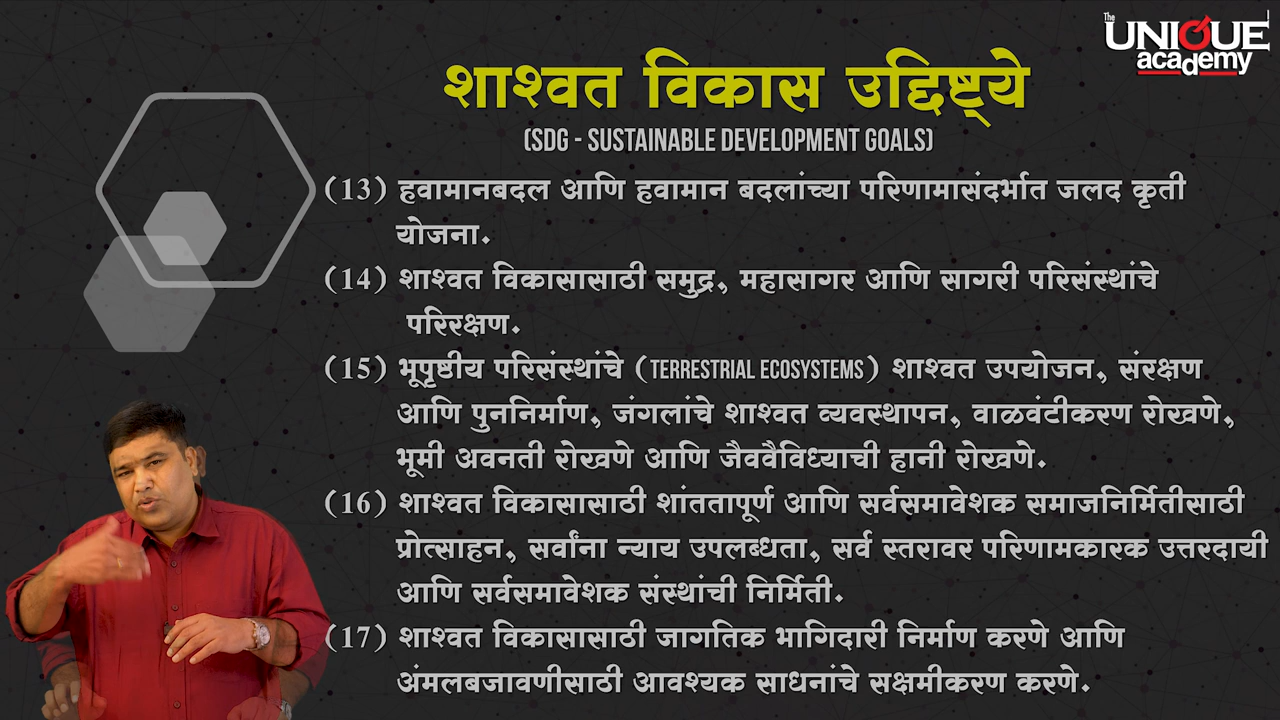 The
UNIQUE
academy
शाश्वत विकास उद्दिष्ट्ये
(SDG - SUSTAINABLE DEVELOPMENT GOALS)
(13) हवामानबदल आणि हवामान बदलांच्या परिणामासंदर्भात जलद कृती
योजना.
(14) शाश्वत विकासासाठी समुद्र, महासागर आणि सागरी परिसंस्थांचे
परिरक्षण.
(15) भूपृष्ठीय परिसंस्थांचे (TERRESTRIAL ECOSYSTEMS) शाश्वत उपयोजन, संरक्षण
आणि पुननिर्माण, जंगलांचे शाश्वत व्यवस्थापन, वाळवंटीकरण रोखणे,
भूमी अवनती रोखणे आणि जैववैविध्याची हानी रोखणे.
(16) शाश्वत विकासासाठी शांततापूर्ण आणि सर्वसमावेशक समाजनिर्मितीसाठी
प्रोत्साहन, सर्वांना न्याय उपलब्धता, सर्व स्तरावर परिणामकारक उत्तरदायी
आणि सर्वसमावेशक संस्थांची निर्मिती.
(17) शाश्वत विकासासाठी जागतिक भागिदारी निर्माण करणे आणि
अंमलबजावणीसाठी आवश्यक साधनांचे सक्षमीकरण करणे.